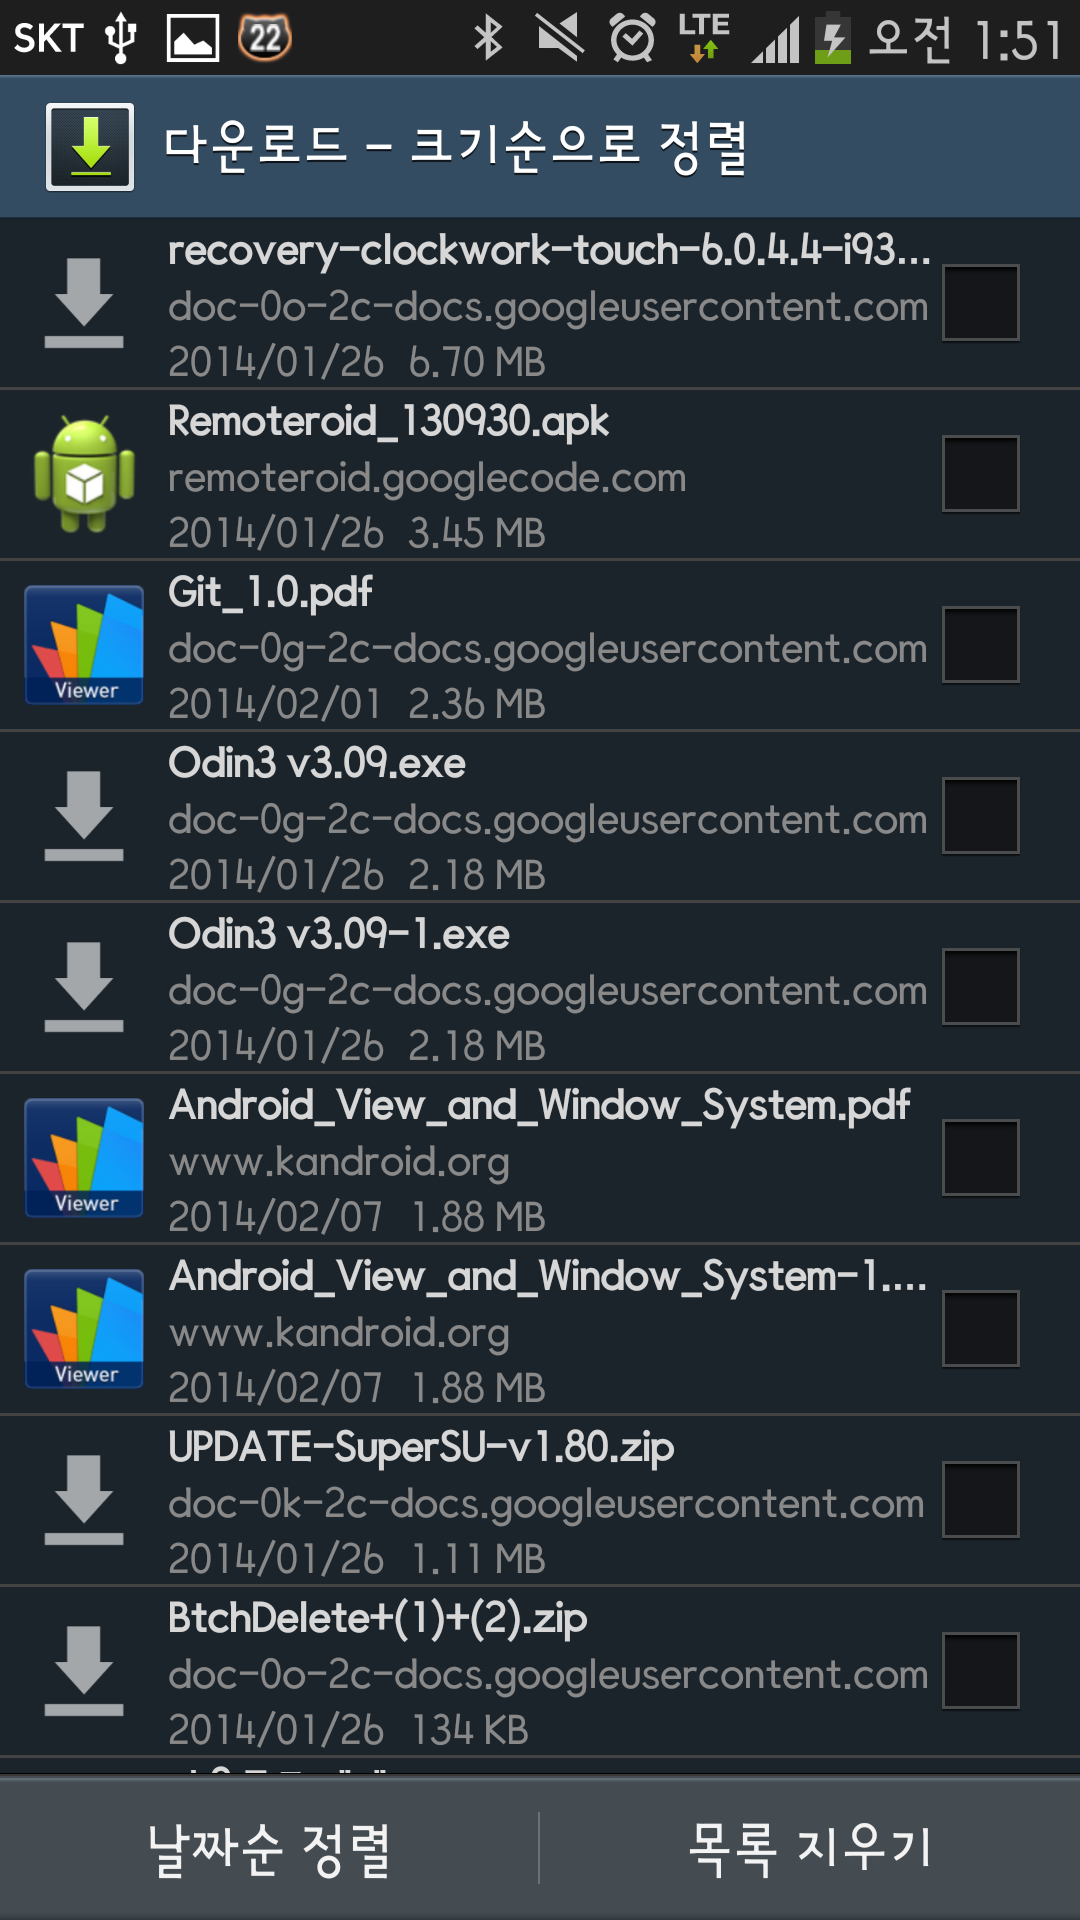 SKT 22 LTE 오전 1:51
다운로드 - 크기순으로 정렬
recovery-clockwork-touch-6.0.4.4-i93...
doc-0o-2c-docs.googleusercontent.com
2014/01/26 6.70 MB
Remoteroid_130930.apk
remoteroid.googlecode.com
2014/01/26 3.45 MB
Git_1.0.pdf
doc-0g-2c-docs.googleusercontent.com
Viewer
2014/02/01 2.36 MB
Odin3 v3.09.exe
doc-0g-2c-docs.googleusercontent.com
2014/01/26 2.18 MB
Odin3 v3.09-1.exe
doc-0g-2c-docs.googleusercontent.com
2014/01/26 2.18 MB
Android_View_and_Window_System.pdf
www.kandroid.org
Viewer
2014/02/07 1.88 MB
Android_View_and_Window_System-1....
www.kandroid.org
Viewer
2014/02/07 1.88 MB
UPDATE-SuperSU-v1.80.zip
doc-0k-2c-docs.googleusercontent.com
2014/01/26 1.11 MB
BtchDelete+(1)+(2).zip
doc-0o-2c-docs.googleusercontent.com
2014/01/26 134 KB
날짜순 정렬
목록 지우기